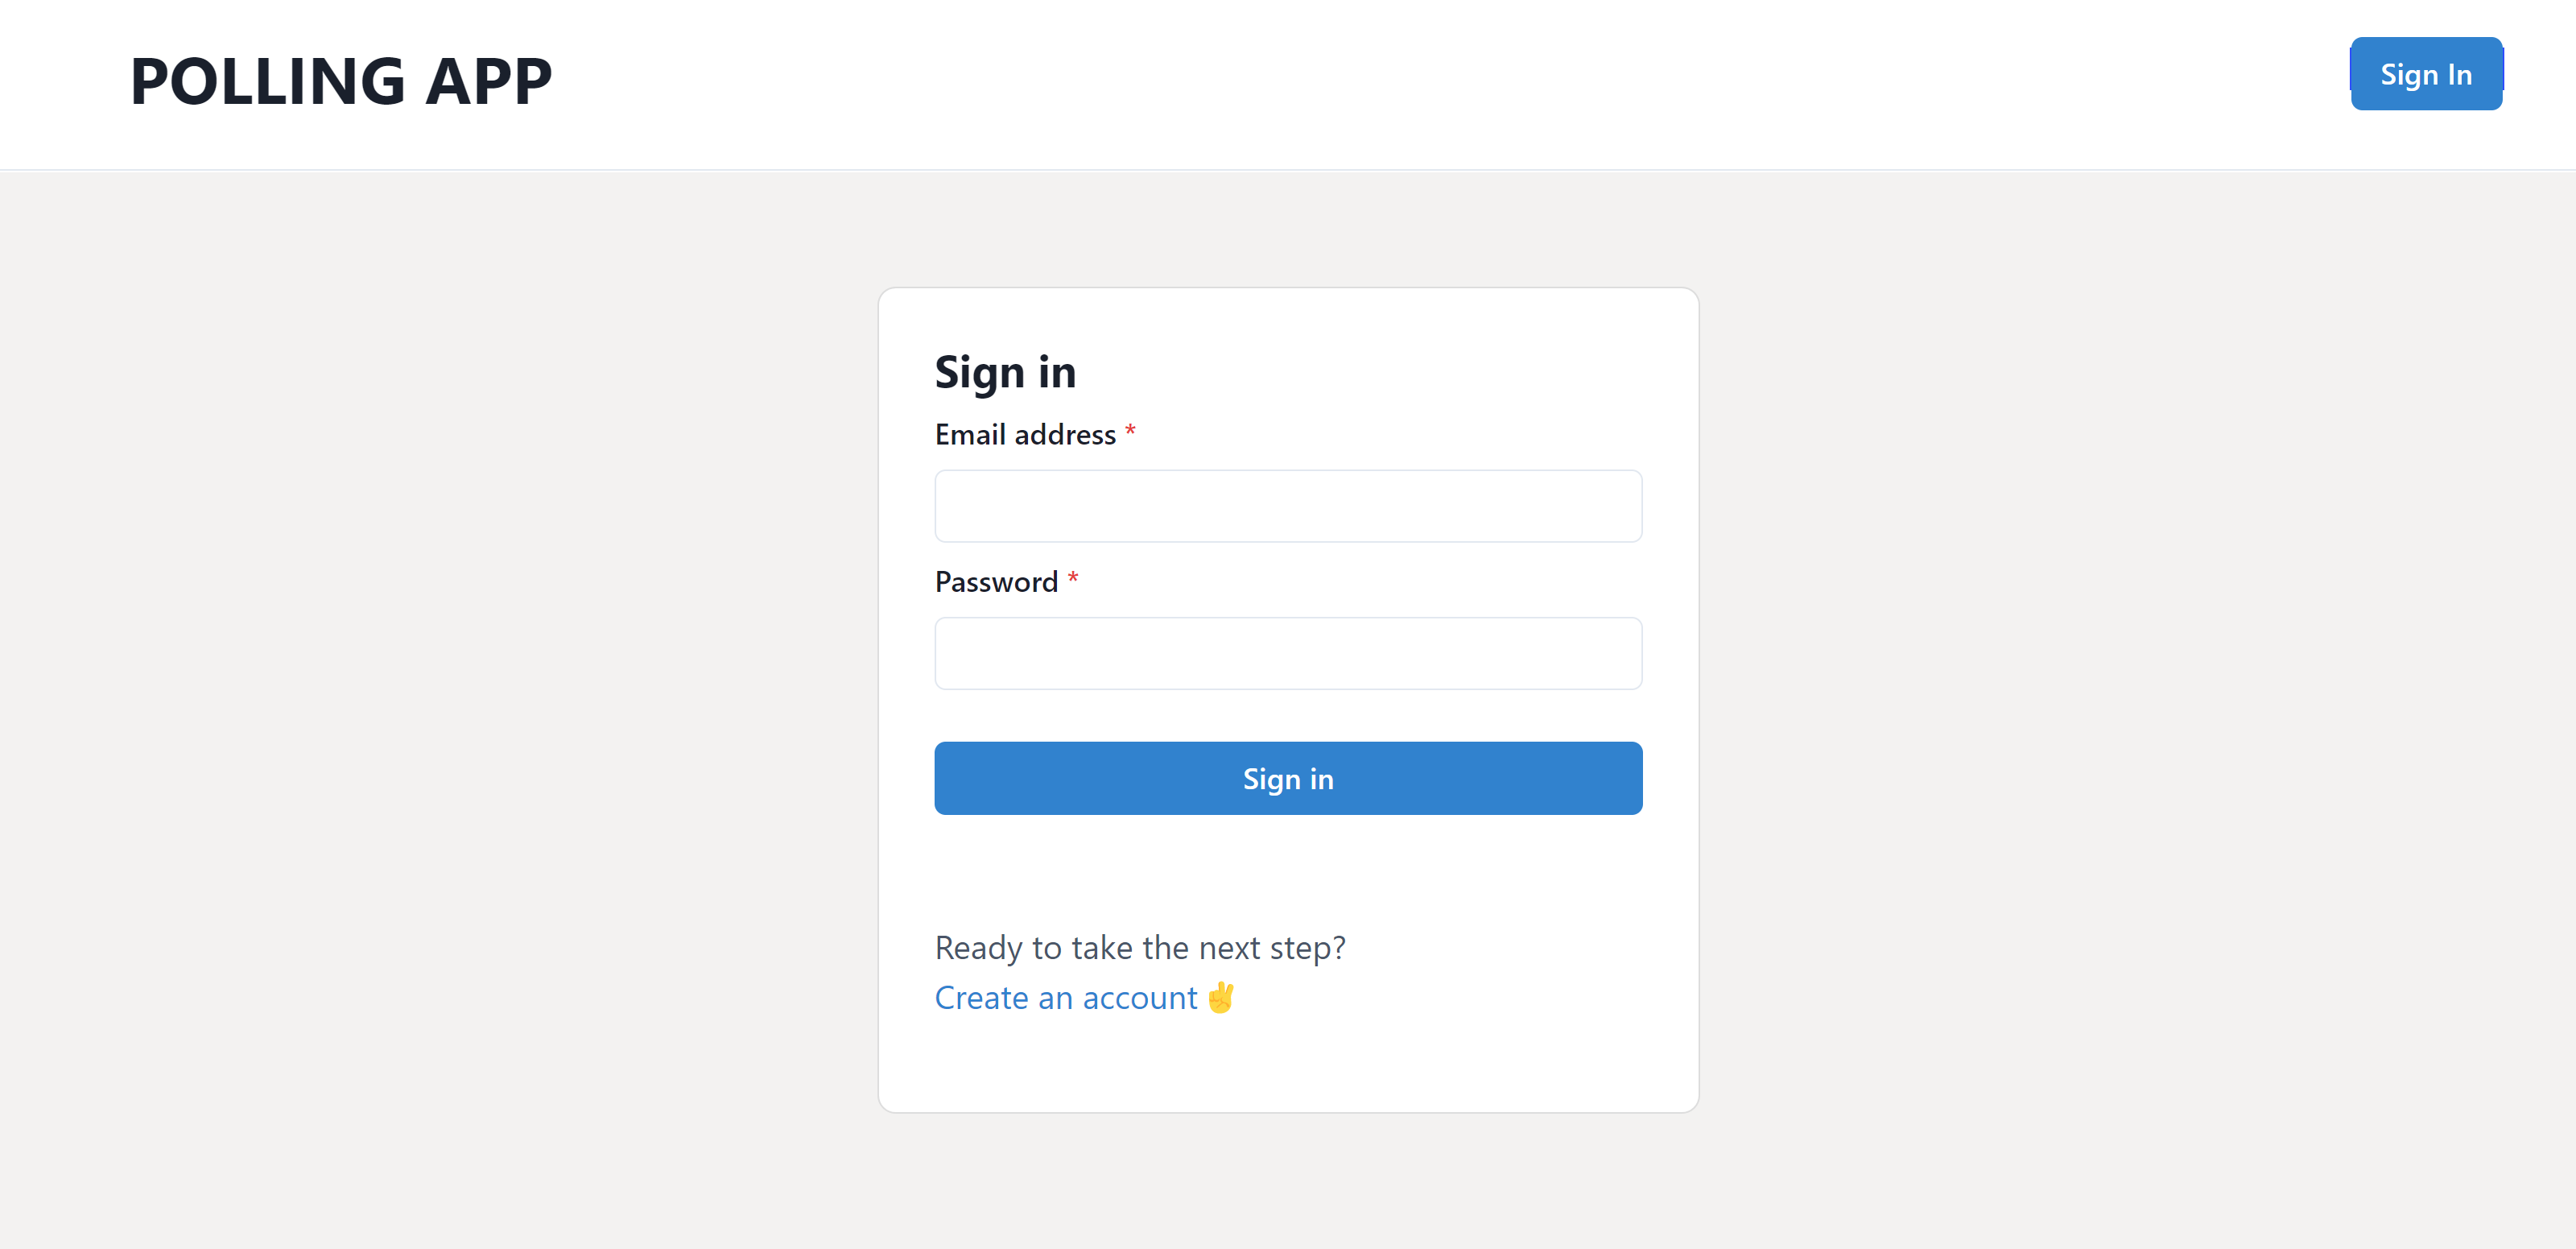 POLLING APP
Sign In
Sign in
Email address *
Password *
Sign in
Ready to take the next step?
Create an account ✌